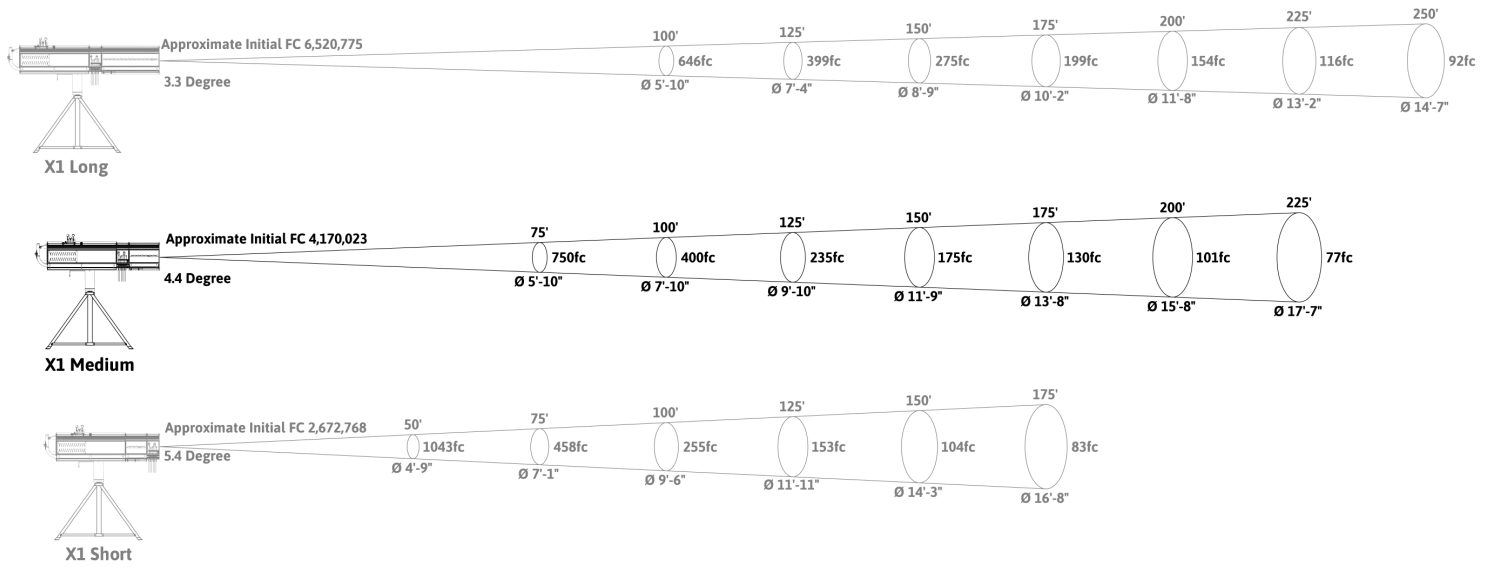 100' 125' 150' 175' 200' 225' 250'
Approximate Initial FC 6,520,775
646fc 399fc 275fc 199fc 154fc 116fc 92fc
3.3 Degree
Ø 5'-10" Ø 7'-4" Ø 8'-9" Ø 10'-2" Ø 11'-8" Ø 13'-2" Ø 14'-7"
X1 Long
75' 100' 125' 150' 175' 200' 225'
Approximate Initial FC 4,170,023
750fc 400fc 235fc 175fc 130fc 101fc 77fc
4.4 Degree
Ø 5'-10" Ø 7'-10" Ø 9'-10" Ø 11'-9" Ø 13'-8" Ø 15'-8" Ø 17'-7"
X1 Medium
50' 75' 100' 125' 150' 175'
Approximate Initial FC 2,672,768
1043fc 458fc 255fc 153fc 104fc 83fc
5.4 Degree
Ø 4'-9" Ø 7'-1" Ø 9'-6" Ø 11'-11" Ø 14'-3" Ø 16'-8"
X1 Short